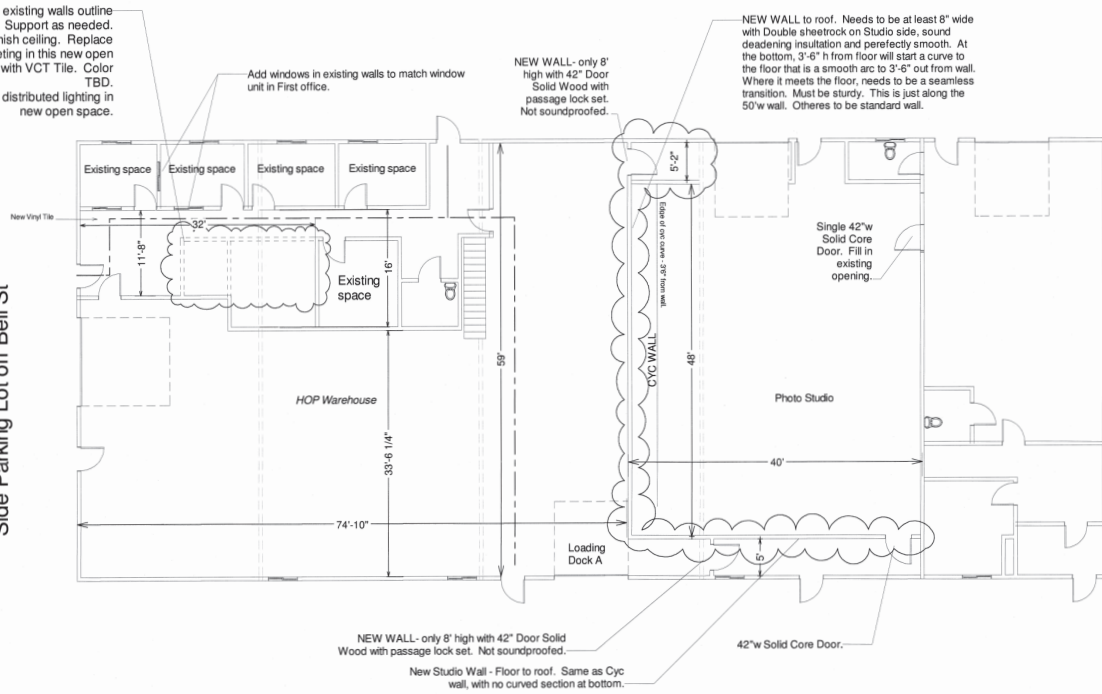 existing walls outline
Support as needed.
nish ceiling. Replace
eting in this new open
with VCT Tile. Color
TBD.
distributed lighting in
new open space.
Add windows in existing walls to match window
unit in First office.
NEW WALL- only 8'
high with 42" Door
Solid Wood with
passage lock set.
Not soundproofed.
NEW WALL to roof. Needs to be at least 8" wide
with Double sheetrock on Studio side, sound
deadening insultation and perefectly smooth. At
the bottom, 3'-6" h from floor will start a curve to
the floor that is a smooth arc to 3'-6" out from wall.
Where it meets the floor, needs to be a seamless
transition. Must be sturdy. This is just along the
50'w wall. Otheres to be standard wall.
Existing space
Existing space
Existing space
Existing space
New Vinyl Tile
32'
11'-8"
16'
Existing
space
5'-2"
Edge of cyc curve - 3'6" from wall.
Single 42"w
Solid Core
Door. Fill in
existing
opening.
Side Parking Lot on Bell St
59'
CYC WALL
48'
HOP Warehouse
Photo Studio
33'-6 1/4"
40'
74'-10"
Loading
Dock A
5'
NEW WALL- only 8' high with 42" Door Solid
Wood with passage lock set. Not soundproofed.
42"w Solid Core Door.
New Studio Wall - Floor to roof. Same as Cyc
wall, with no curved section at bottom.